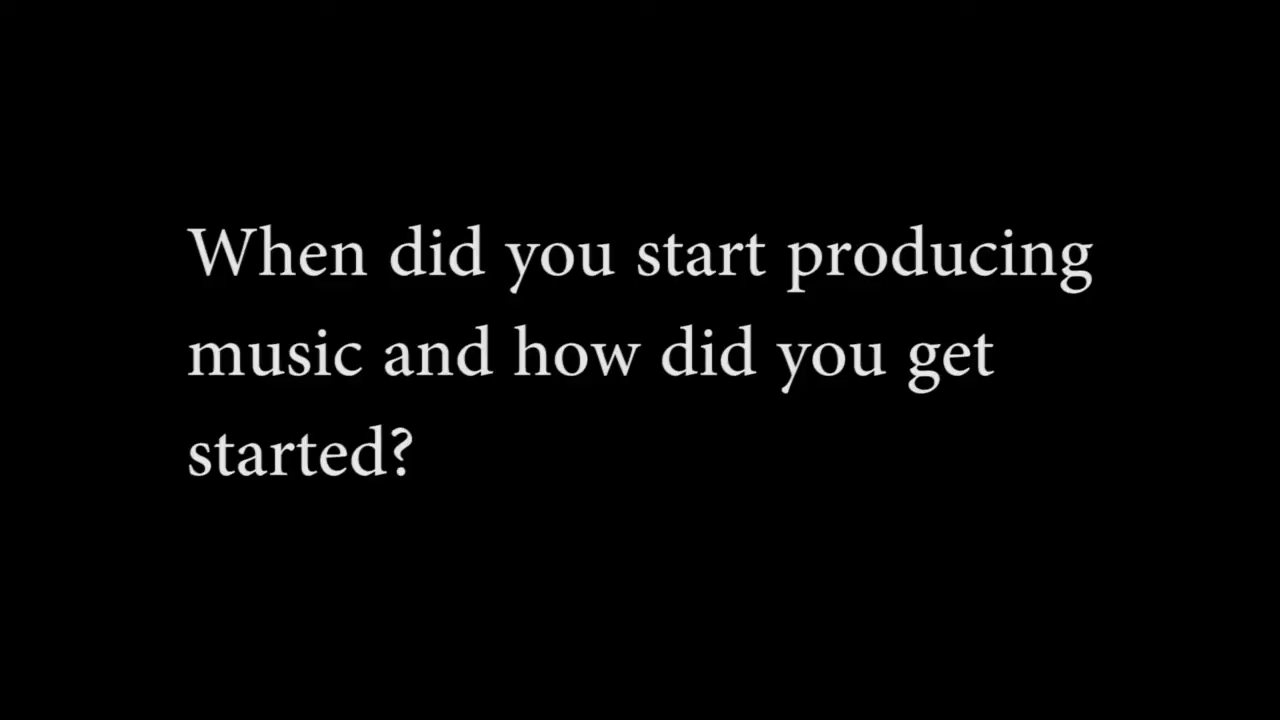 When did you start producing
music and how did you get
started?